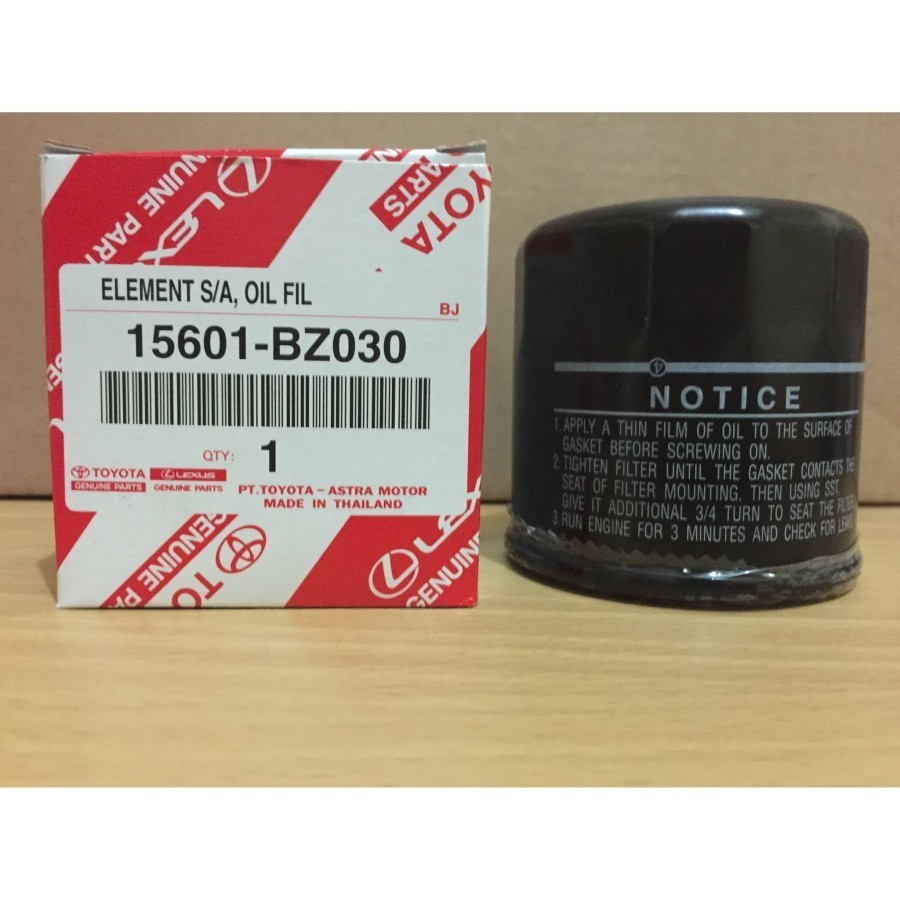 GENUINE PARTS
LEXUS
TOYOTA
PARTS
ELEMENT S/A, OIL FIL
BJ
15601-BZ030
QTY: 1
TOYOTA LEXUS
GENUINE PARTS GENUINE PARTS
PT.TOYOTA - ASTRA MOTOR
MADE IN THAILAND
GENUINE PARTS
GENUINE
NOTICE
1. APPLY A THIN FILM OF OIL TO THE SURFACE OF
GASKET BEFORE SCREWING ON.
2. TIGHTEN FILTER UNTIL THE GASKET CONTACTS THE
SEAT OF FILTER MOUNTING. THEN USING SST.
GIVE IT ADDITIONAL 3/4 TURN TO SEAT THE FILTER.
3. RUN ENGINE FOR 3 MINUTES AND CHECK FOR LEAKS.